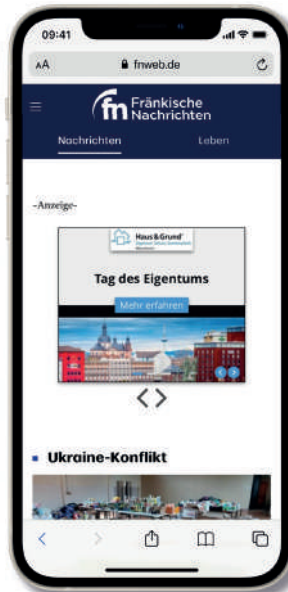 09:41
AA fnweb.de
fn Fränkische
Nachrichten
Nachrichten Leben
-Anzeige-
Haus & Grund
Tag des Eigentums
Mehr erfahren
Ukraine-Konflikt